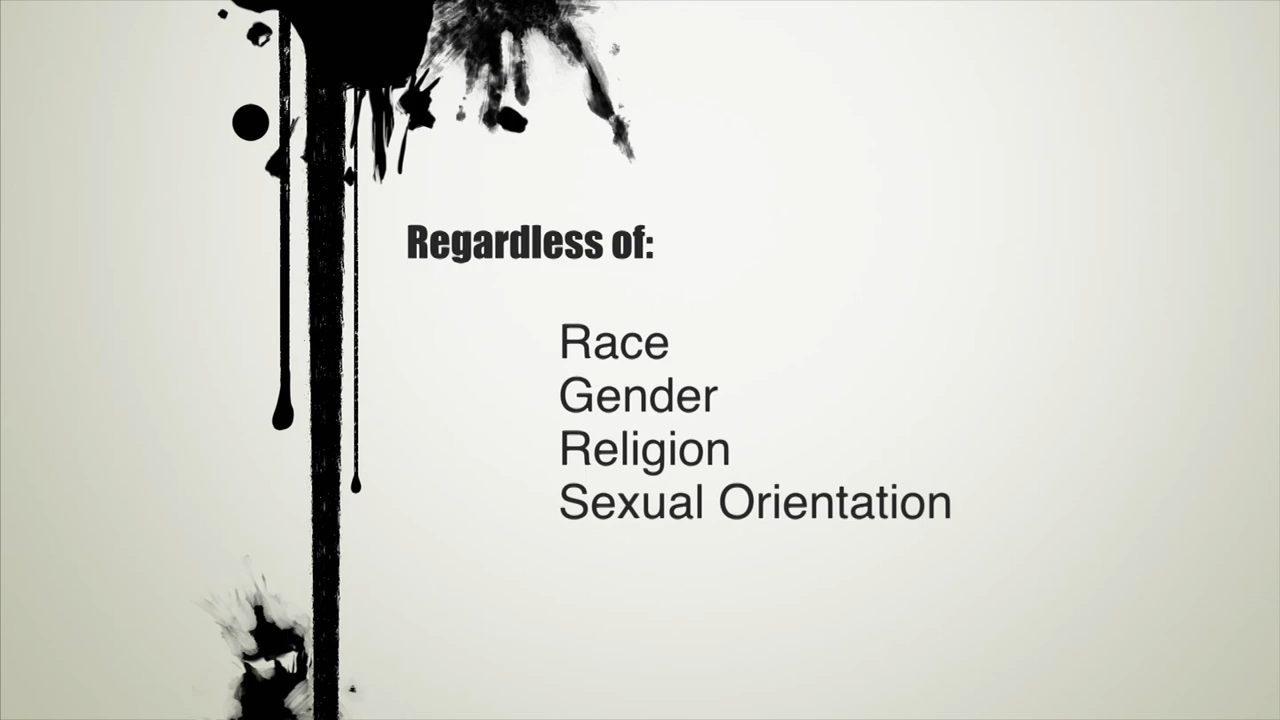 Regardless of:
Race
Gender
Religion
Sexual Orientation